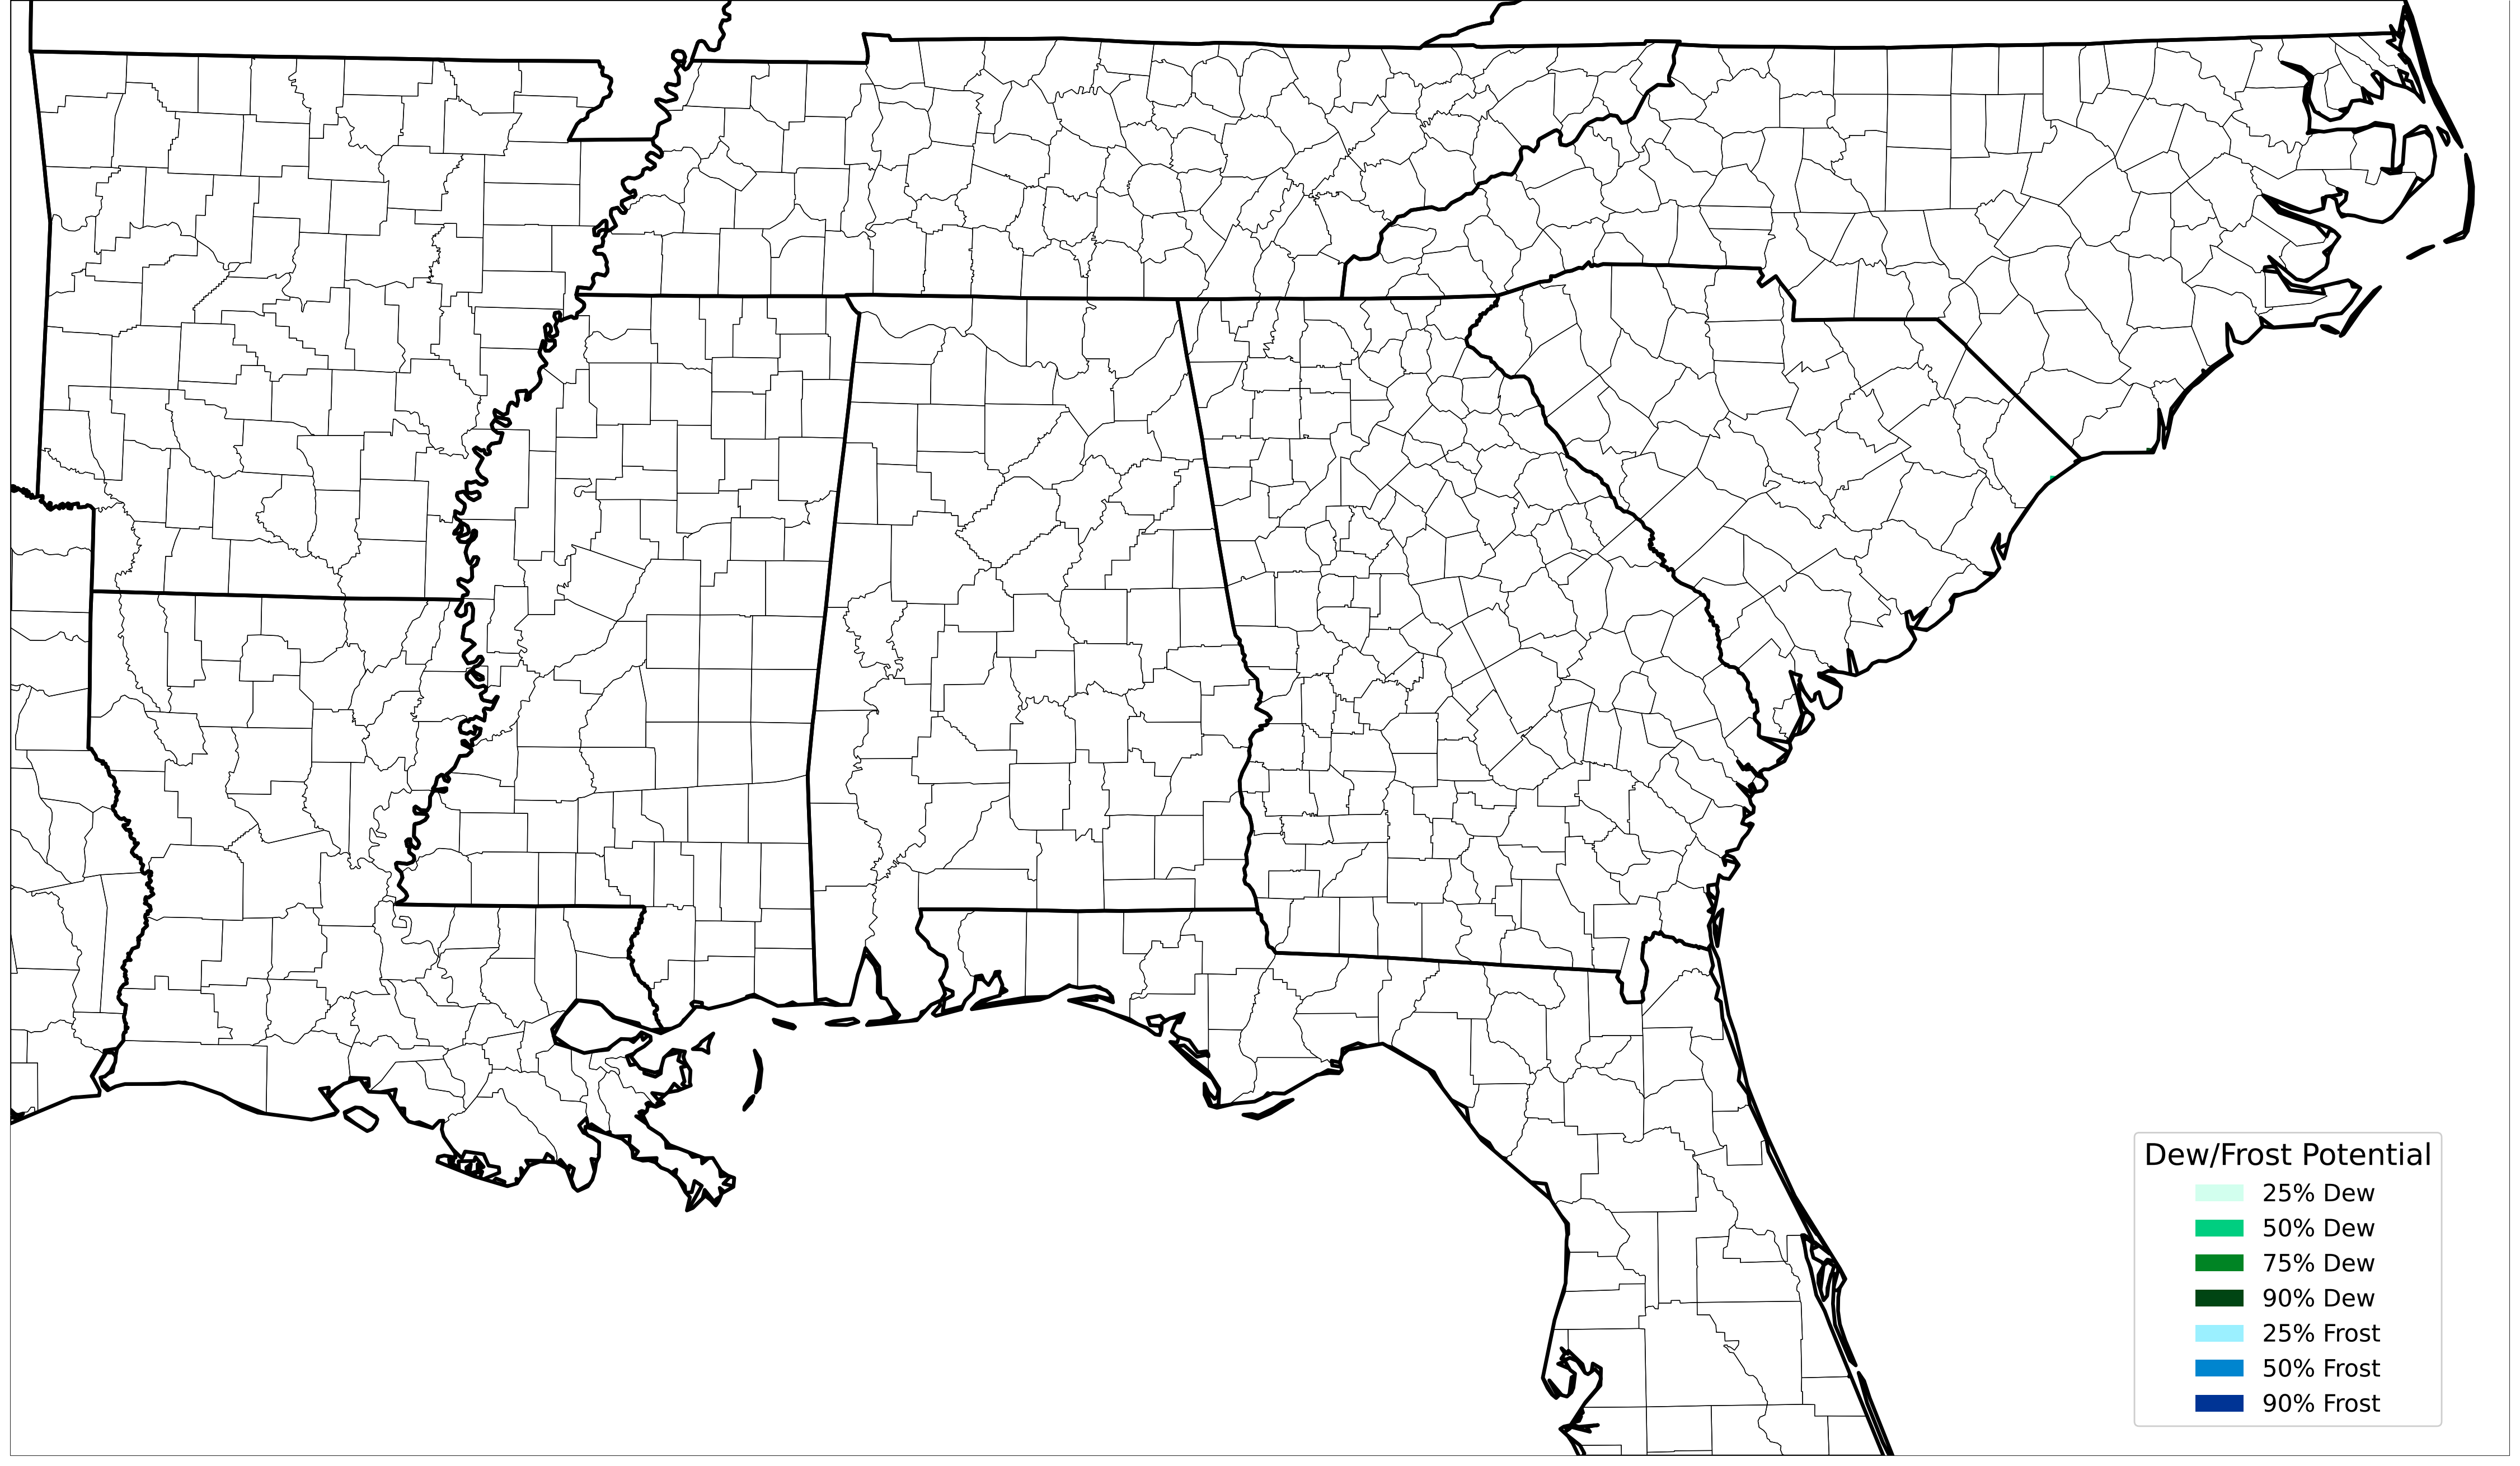 Dew/Frost Potential
25% Dew
50% Dew
75% Dew
90% Dew
25% Frost
50% Frost
90% Frost